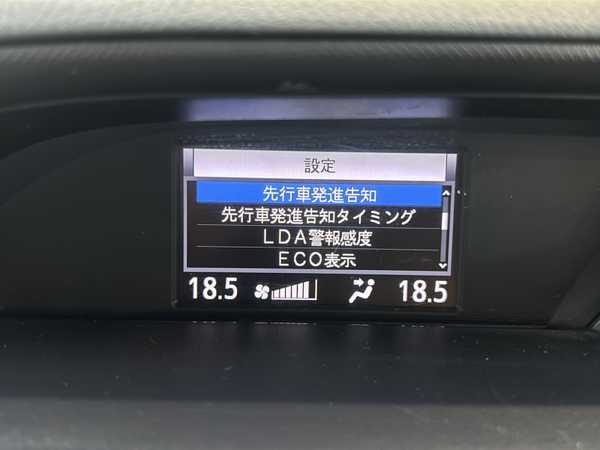 設定
先行車発進告知
先行車発進告知タイミング
LDA警報感度
ECO表示
18.5 18.5